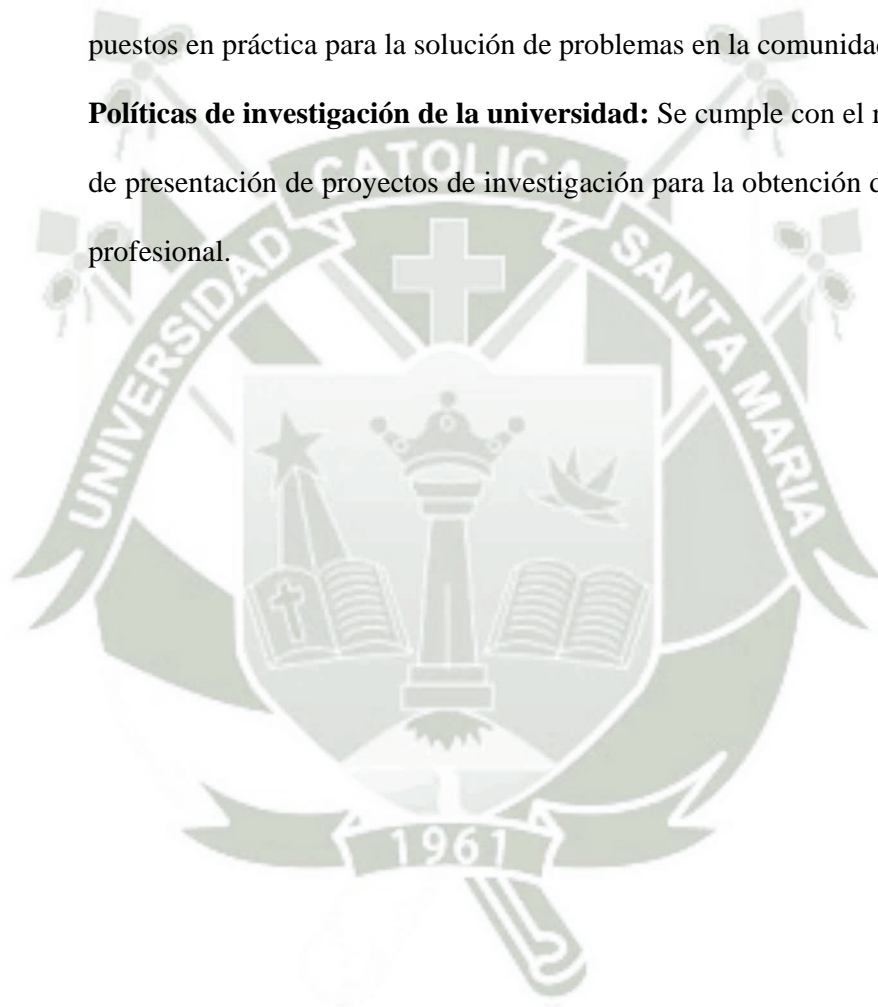 puestos en práctica para la solución de problemas en la comunidad
Políticas de investigación de la universidad: Se cumple con el
de presentación de proyectos de investigación para la obtención
profesional.
UNIVERSIDAD CATOLICA SANTA MARIA
1961